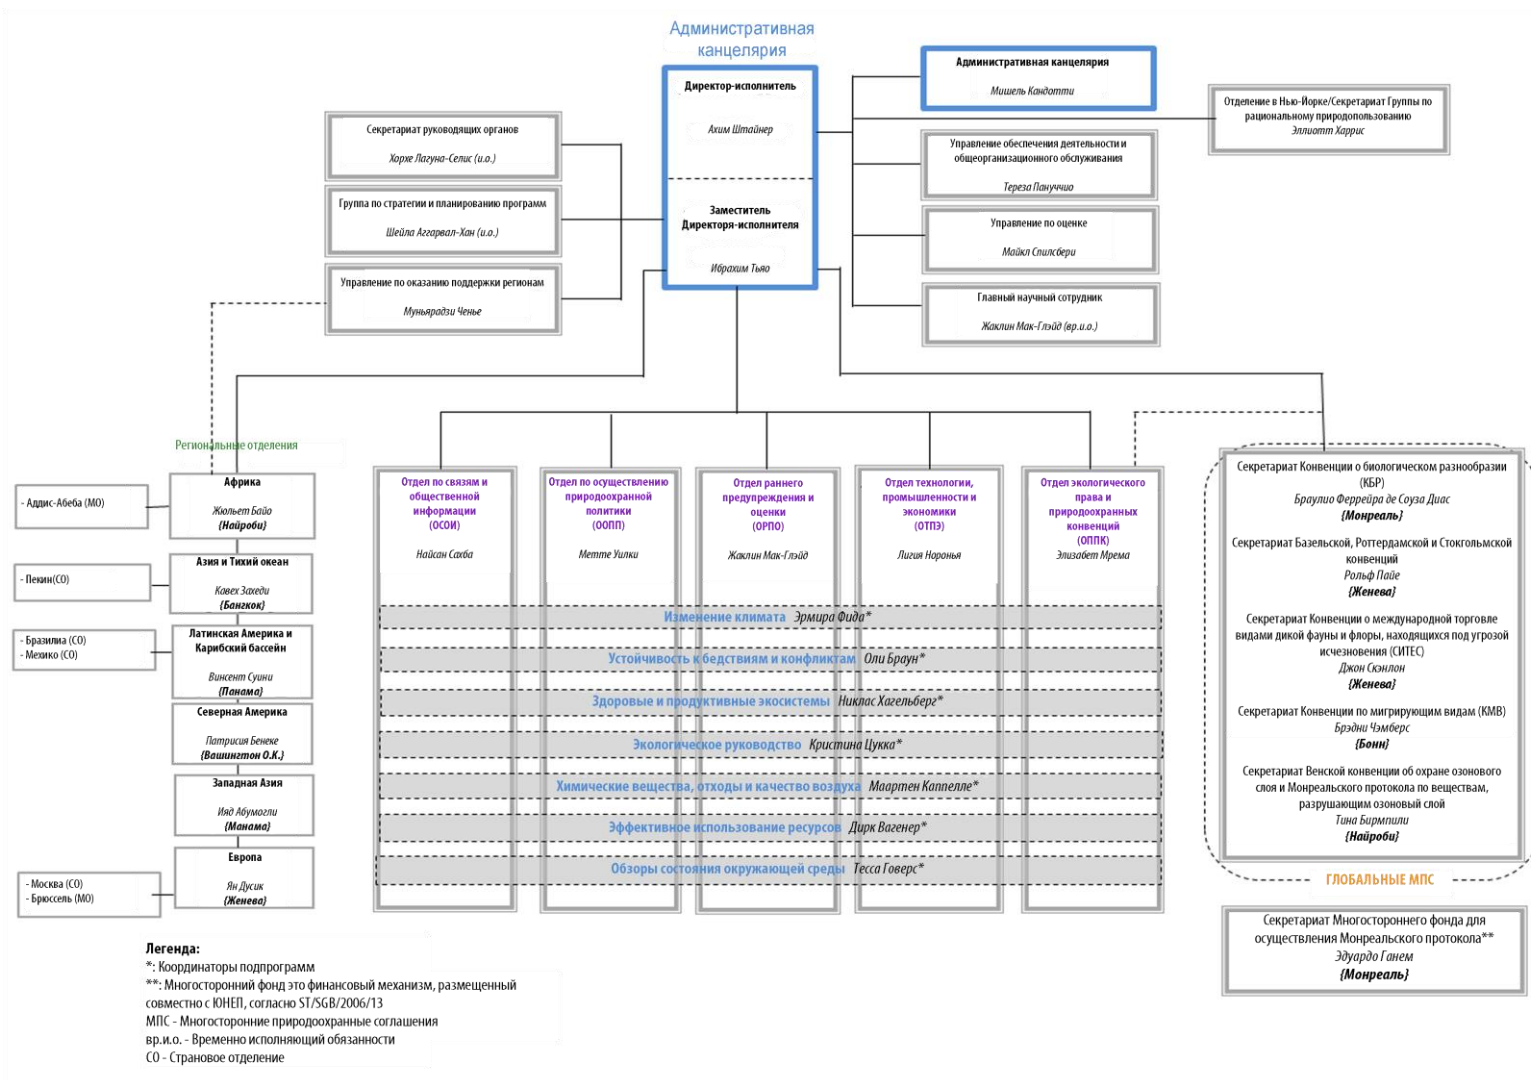 Административная
канцелярия
Директор-исполнитель
Ахим Штайнер
Заместитель
Директоря-исполнителя
Ибрахим Тьяо
Административная канцелярия
Мишель Кандотти
Отделение в Нью-Йорке/Секретариат Группы по
рациональному природопользованию
Эллиотт Харрис
Управление обеспечения деятельности и
общеорганизационного обслуживания
Тереза Пануччио
Управление по оценке
Майкл Спилсбери
Главный научный сотрудник
Жаклин Мак-Глэйд (вр.и.о.)
Секретариат руководящих органов
Хорхе Лагуна-Селис (и.о.)
Группа по стратегии и планированию программ
Шейла Аггарвал-Хан (и.о.)
Управление по оказанию поддержки регионам
Муньярадзи Ченье
Региональные отделения
Африка
Жюльет Байо
{Найроби}
- Аддис-Абеба (МО)
Азия и Тихий океан
Кавех Захеди
{Бангкок}
- Пекин(СО)
Латинская Америка и
Карибский бассейн
Винсент Суини
{Панама}
- Бразилиа (СО)
- Мехико (СО)
Северная Америка
Патрисия Бенеке
{Вашингтон О.К.}
Западная Азия
Ияд Абумогли
{Манама}
Европа
Ян Дусик
{Женева}
- Москва (СО)
- Брюссель (МО)
Отдел по связям и
общественной
информации
(ОСОИ)
Найсан Сахба
Отдел по осуществлению
природоохранной
политики
(ООПП)
Метте Уилки
Отдел раннего
предупреждения и
оценки
(ОРПО)
Жаклин Мак-Глэйд
Отдел технологии,
промышленности и
экономики
(ОТПЭ)
Лигия Норонья
Отдел экологического
права и
природоохранных
конвенций
(ОППК)
Элизабет Мрема
Изменение климата Эрмира Фида*
Устойчивость к бедствиям и конфликтам Оли Браун*
Здоровые и продуктивные экосистемы Никлас Хагельберг*
Экологическое руководство Кристина Цукка*
Химические вещества, отходы и качество воздуха Маартен Каппелле*
Эффективное использование ресурсов Дирк Вагенер*
Обзоры состояния окружающей среды Тесса Говерс*
Секретариат Конвенции о биологическом разнообразии
(КБР)
Браулио Феррейра де Соуза Диас
{Монреаль}
Секретариат Базельской, Роттердамской и Стокгольмской
конвенций
Рольф Пайе
{Женева}
Секретариат Конвенции о международной торговле
видами дикой фауны и флоры, находящихся под угрозой
исчезновения (СИТЕС)
Джон Скэнлон
{Женева}
Секретариат Конвенции по мигрирующим видам (КМВ)
Брэдни Чэмберс
{Бонн}
Секретариат Венской конвенции об охране озонового
слоя и Монреальского протокола по веществам,
разрушающим озоновый слой
Тина Бирмпили
{Найроби}
ГЛОБАЛЬНЫЕ МПС
Секретариат Многостороннего фонда для
осуществления Монреальского протокола**
Эдуардо Ганем
{Монреаль}
Легенда:
*: Координаторы подпрограмм
**: Многосторонний фонд это финансовый механизм, размещенный
совместно с ЮНЕП, согласно ST/SGB/2006/13
МПС - Многосторонние природоохранные соглашения
вр.и.о. - Временно исполняющий обязанности
СО - Страновое отделение